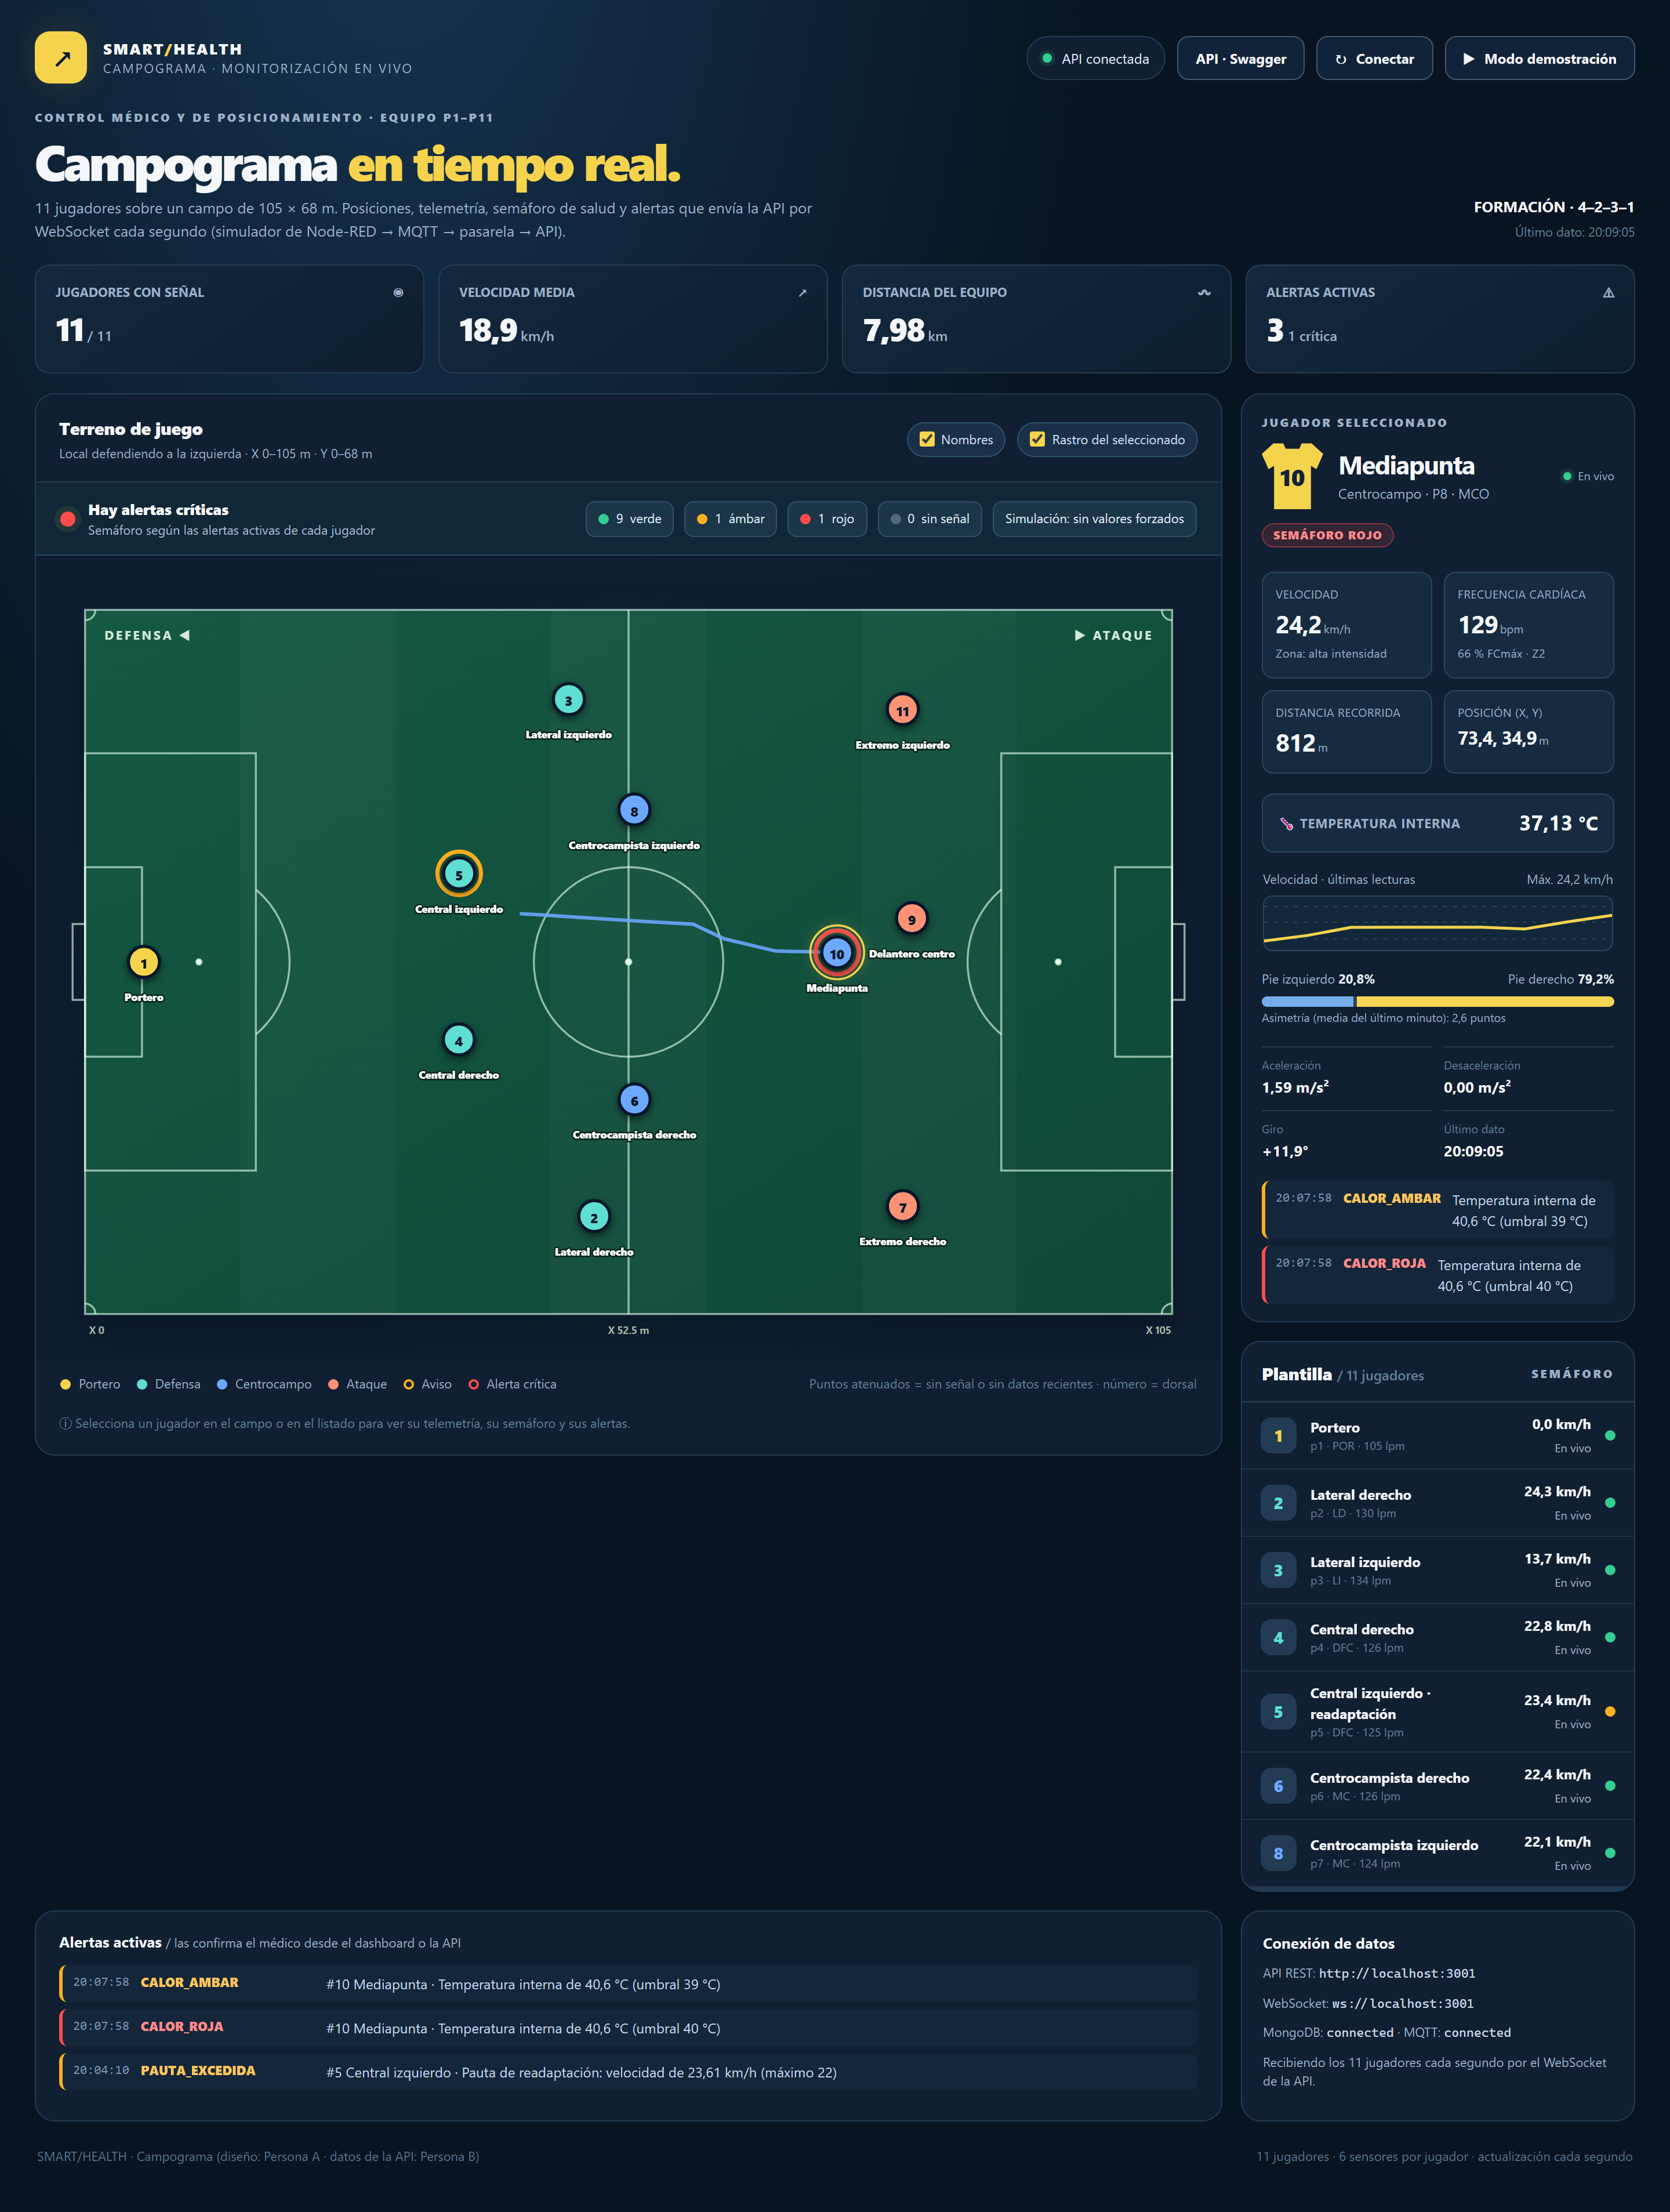 SMART/HEALTH
CAMPOGRAMA · MONITORIZACIÓN EN VIVO
API conectada
API · Swagger
↻ Conectar
▶ Modo demostración
CONTROL MÉDICO Y DE POSICIONAMIENTO · EQUIPO P1–P11
Campograma en tiempo real.
11 jugadores sobre un campo de 105 × 68 m. Posiciones, telemetría, semáforo de salud y alertas que envía la API por
WebSocket cada segundo (simulador de Node-RED → MQTT → pasarela → API).
FORMACIÓN · 4–2–3–1
Último dato: 20:09:05
JUGADORES CON SEÑAL
11 / 11
VELOCIDAD MEDIA
18,9 km/h
DISTANCIA DEL EQUIPO
7,98 km
ALERTAS ACTIVAS
3 1 crítica
Terreno de juego
Local defendiendo a la izquierda · X 0–105 m · Y 0–68 m
Nombres
Rastro del seleccionado
Hay alertas críticas
Semáforo según las alertas activas de cada jugador
9 verde
1 ámbar
1 rojo
0 sin señal
Simulación: sin valores forzados
DEFENSA ◀
▶ ATAQUE
3
Lateral izquierdo
11
Extremo izquierdo
8
Centrocampista izquierdo
5
Central izquierdo
9
Delantero centro
10
Mediapunta
1
Portero
4
Central derecho
6
Centrocampista derecho
2
Lateral derecho
7
Extremo derecho
X 0
X 52.5 m
X 105
Portero
Defensa
Centrocampo
Ataque
Aviso
Alerta crítica
Puntos atenuados = sin señal o sin datos recientes · número = dorsal
ⓘ Selecciona un jugador en el campo o en el listado para ver su telemetría, su semáforo y sus alertas.
JUGADOR SELECCIONADO
10
Mediapunta
Centrocampo · P8 · MCO
En vivo
SEMÁFORO ROJO
VELOCIDAD
24,2 km/h
Zona: alta intensidad
FRECUENCIA CARDÍACA
129 bpm
66 % FCmáx · Z2
DISTANCIA RECORRIDA
812 m
POSICIÓN (X, Y)
73,4, 34,9 m
TEMPERATURA INTERNA
37,13 °C
Velocidad · últimas lecturas
Máx. 24,2 km/h
Pie izquierdo 20,8%
Pie derecho 79,2%
Asimetría (media del último minuto): 2,6 puntos
Aceleración
1,59 m/s²
Desaceleración
0,00 m/s²
Giro
+11,9°
Último dato
20:09:05
20:07:58 CALOR_AMBAR Temperatura interna de
40,6 °C (umbral 39 °C)
20:07:58 CALOR_ROJA Temperatura interna de
40,6 °C (umbral 40 °C)
Plantilla / 11 jugadores
SEMÁFORO
1
Portero
p1 · POR · 105 lpm
0,0 km/h
En vivo
2
Lateral derecho
p2 · LD · 130 lpm
24,3 km/h
En vivo
3
Lateral izquierdo
p3 · LI · 134 lpm
13,7 km/h
En vivo
4
Central derecho
p4 · DFC · 126 lpm
22,8 km/h
En vivo
5
Central izquierdo ·
readaptación
p5 · DFC · 125 lpm
23,4 km/h
En vivo
6
Centrocampista derecho
p6 · MC · 126 lpm
22,4 km/h
En vivo
8
Centrocampista izquierdo
p7 · MC · 124 lpm
22,1 km/h
En vivo
Alertas activas / las confirma el médico desde el dashboard o la API
20:07:58 CALOR_AMBAR #10 Mediapunta · Temperatura interna de 40,6 °C (umbral 39 °C)
20:07:58 CALOR_ROJA #10 Mediapunta · Temperatura interna de 40,6 °C (umbral 40 °C)
20:04:10 PAUTA_EXCEDIDA #5 Central izquierdo · Pauta de readaptación: velocidad de 23,61 km/h (máximo 22)
Conexión de datos
API REST: http://localhost:3001
WebSocket: ws://localhost:3001
MongoDB: connected · MQTT: connected
Recibiendo los 11 jugadores cada segundo por el WebSocket
de la API.
SMART/HEALTH · Campograma (diseño: Persona A · datos de la API: Persona B)
11 jugadores · 6 sensores por jugador · actualización cada segundo